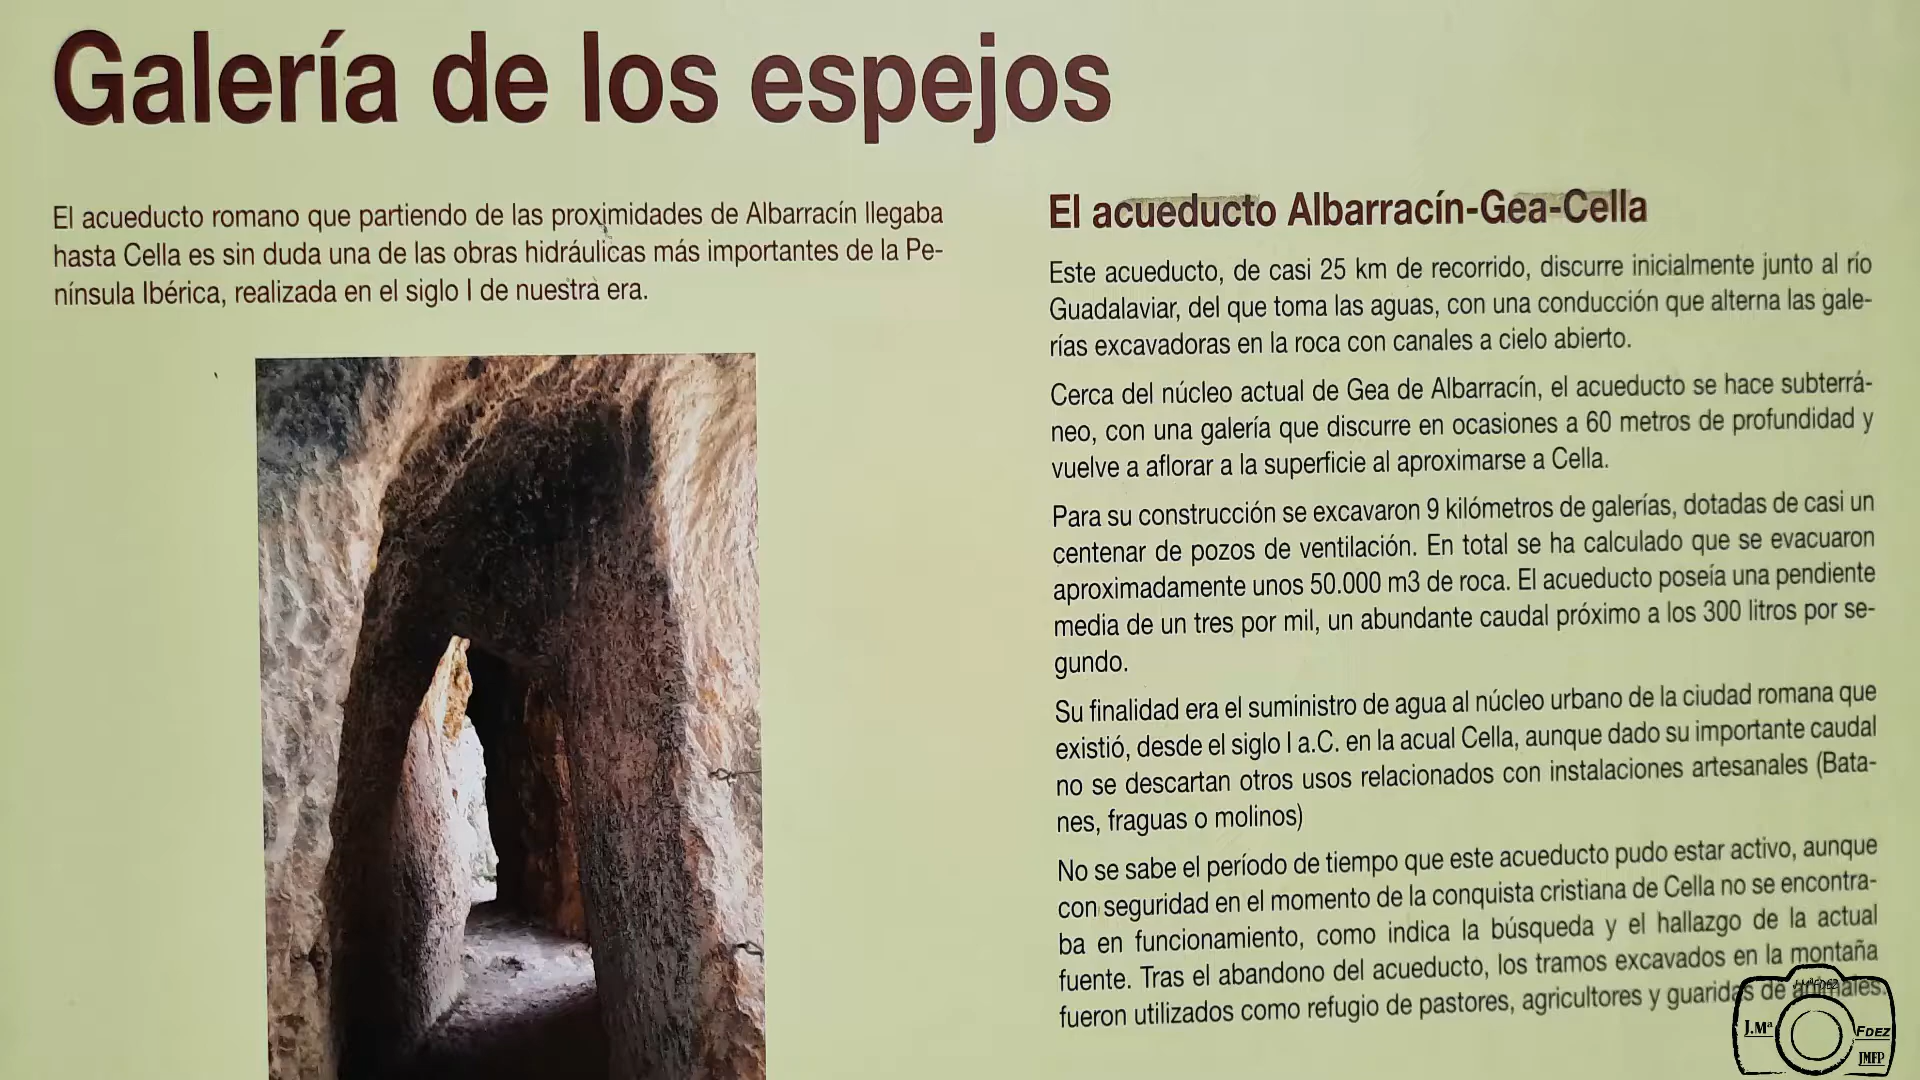 Galería de los espejos
El acueducto romano que partiendo de las proximidades de Albarracín llegaba
hasta Cella es sin duda una de las obras hidráulicas más importantes de la Pe-
nínsula Ibérica, realizada en el siglo I de nuestra era.
El acueducto Albarracín-Gea-Cella
Este acueducto, de casi 25 km de recorrido, discurre inicialmente junto al río
Guadalaviar, del que toma las aguas, con una conducción que alterna las gale-
rías excavadoras en la roca con canales a cielo abierto.
Cerca del núcleo actual de Gea de Albarracín, el acueducto se hace subterrá-
neo, con una galería que discurre en ocasiones a 60 metros de profundidad y
vuelve a aflorar a la superficie al aproximarse a Cella.
Para su construcción se excavaron 9 kilómetros de galerías, dotadas de casi un
centenar de pozos de ventilación. En total se ha calculado que se evacuaron
aproximadamente unos 50.000 m3 de roca. El acueducto poseía una pendiente
media de un tres por mil, un abundante caudal próximo a los 300 litros por se-
gundo.
Su finalidad era el suministro de agua al núcleo urbano de la ciudad romana que
existió, desde el siglo I a.C. en la acual Cella, aunque dado su importante caudal
no se descartan otros usos relacionados con instalaciones artesanales (Bata-
nes, fraguas o molinos)
No se sabe el período de tiempo que este acueducto pudo estar activo, aunque
con seguridad en el momento de la conquista cristiana de Cella no se encontra-
ba en funcionamiento, como indica la búsqueda y el hallazgo de la actual
fuente. Tras el abandono del acueducto, los tramos excavados en la montaña
fueron utilizados como refugio de pastores, agricultores y guaridas de animales.
J.Mª FDEZ
J.Mª
FDEZ
JMFP